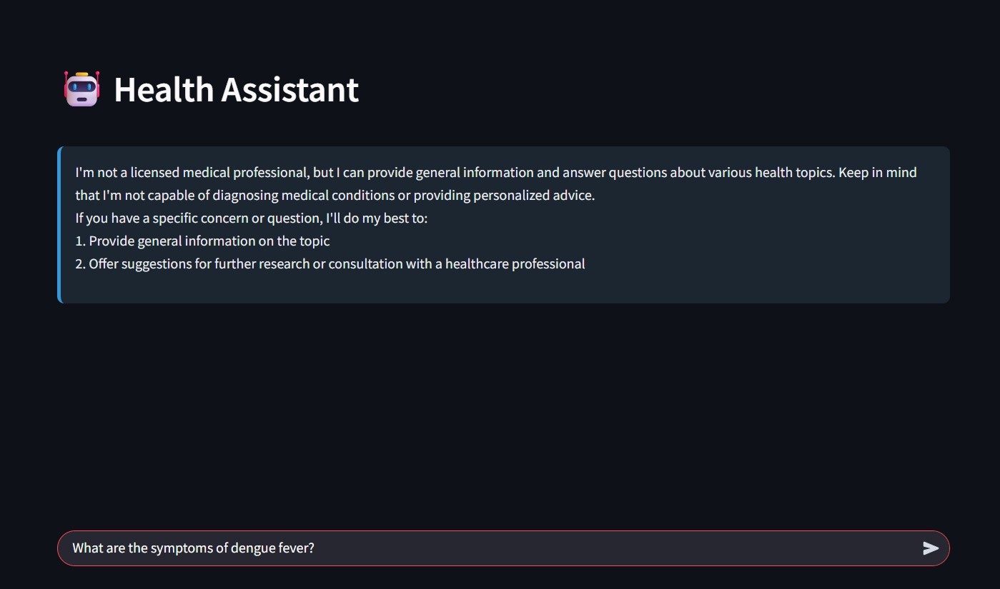 Health Assistant
I'm not a licensed medical professional, but I can provide general information and answer questions about various health topics. Keep in mind
that I'm not capable of diagnosing medical conditions or providing personalized advice.
If you have a specific concern or question, I'll do my best to:
1. Provide general information on the topic
2. Offer suggestions for further research or consultation with a healthcare professional
What are the symptoms of dengue fever?